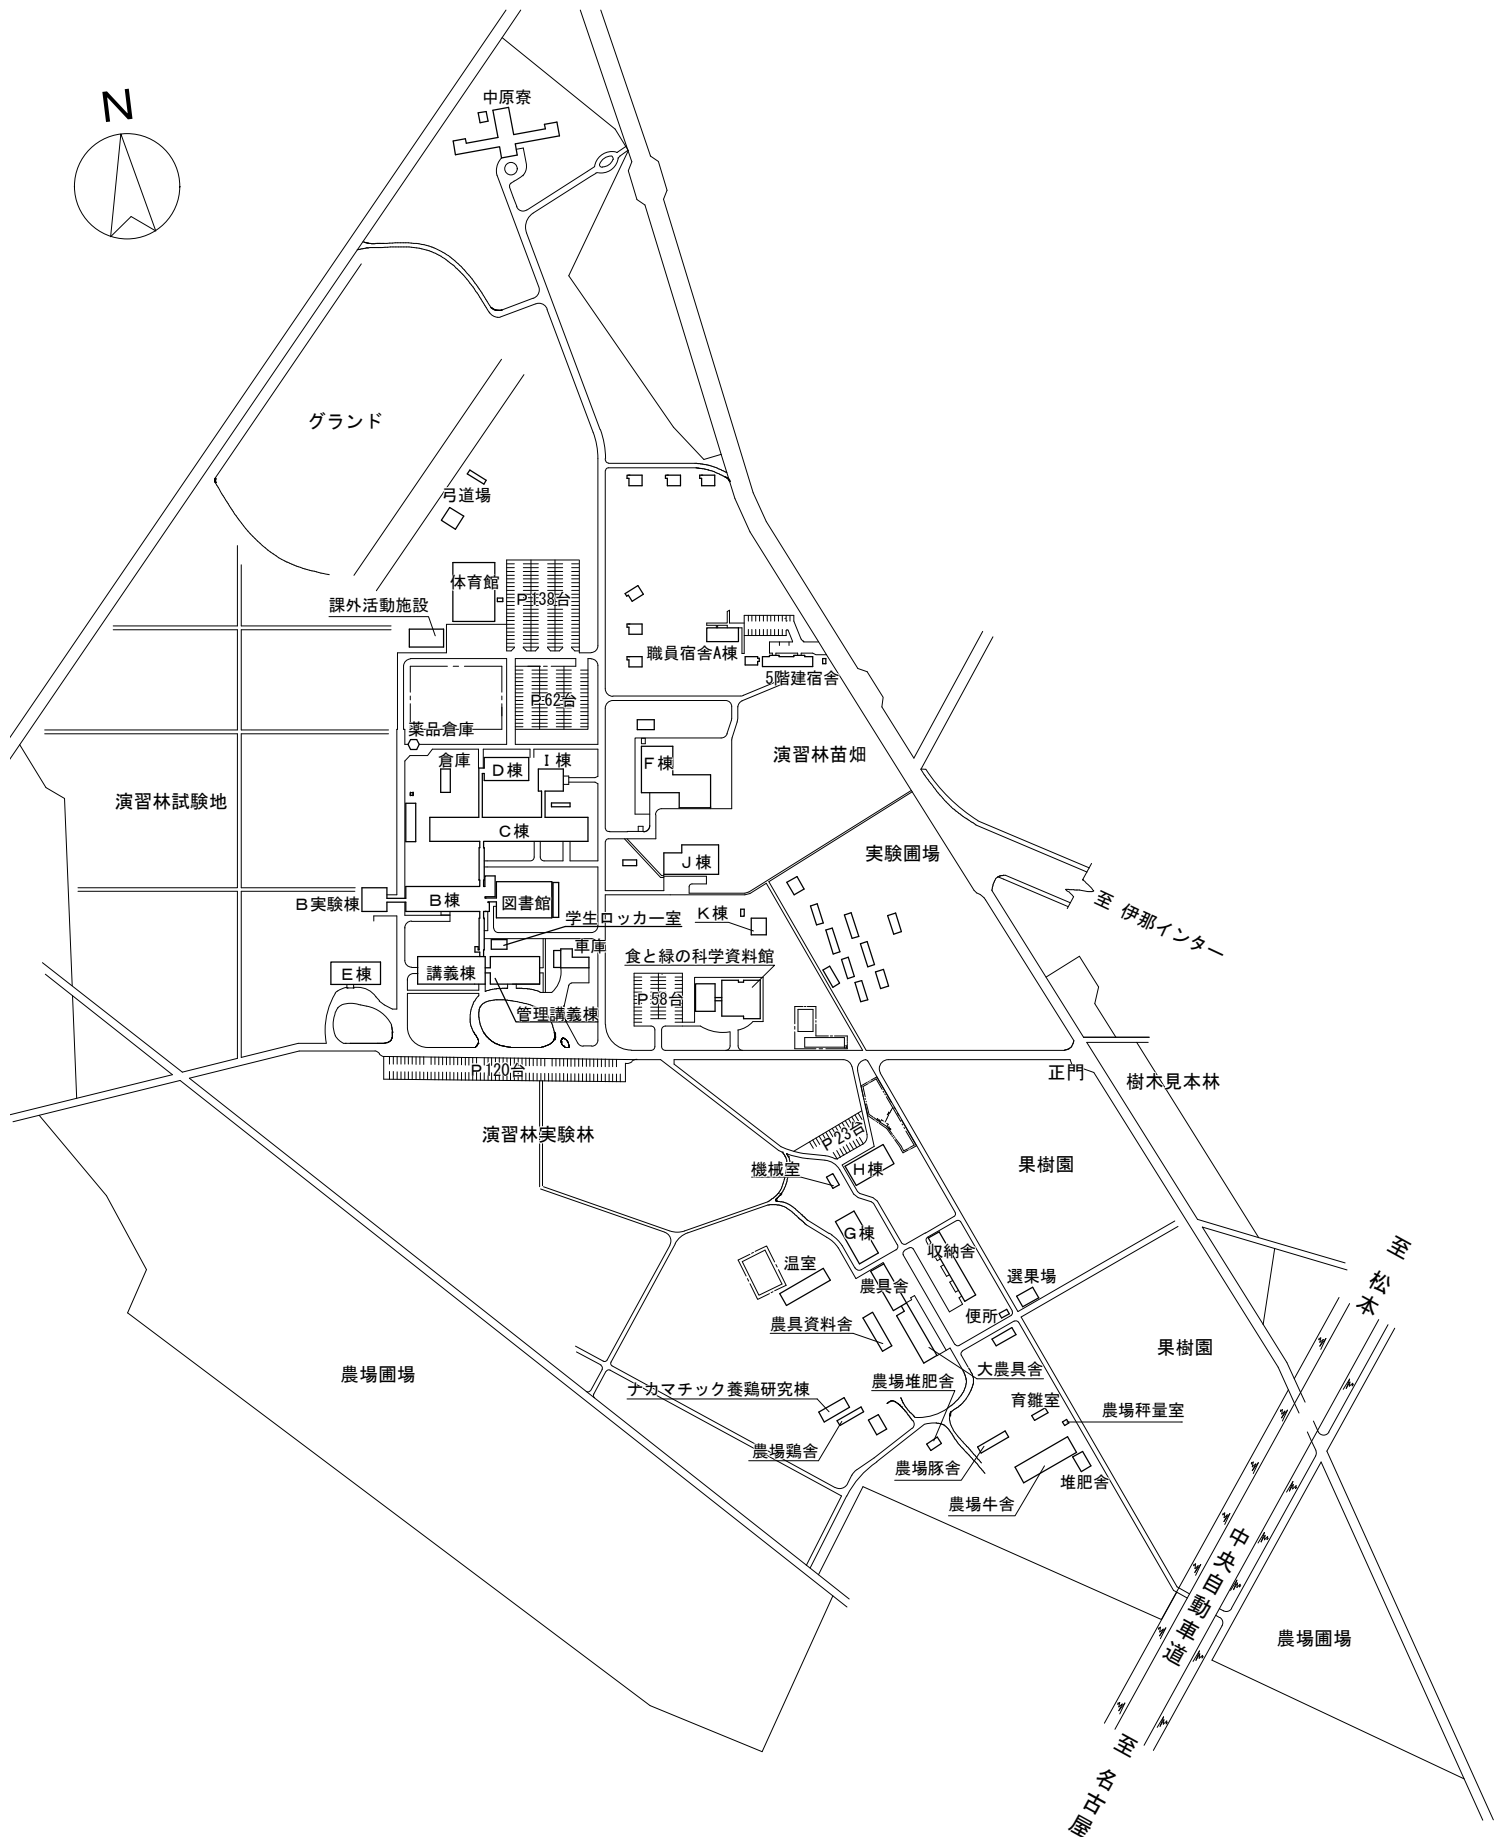 N
中原寮
グランド
弓道場
体育館
P138台
課外活動施設
職員宿舎A棟
5階建宿舎
P62台
薬品倉庫
倉庫
D棟
I棟
F棟
演習林苗畑
演習林試験地
C棟
J棟
実験圃場
B実験棟
B棟
図書館
学生ロッカー室
K棟
至 伊那インター
車庫
食と緑の科学資料館
E棟
講義棟
P58台
管理講義棟
P120台
正門
樹木見本林
演習林実験林
P23台
機械室
H棟
果樹園
G棟
収納舎
温室
農具舎
選果場
便所
至 松本
農具資料舎
大農具舎
果樹園
農場圃場
ナカマチック養鶏研究棟
農場堆肥舎
育雛室
農場秤量室
農場鶏舎
農場豚舎
堆肥舎
農場牛舎
中央自動車道
農場圃場
至 名古屋